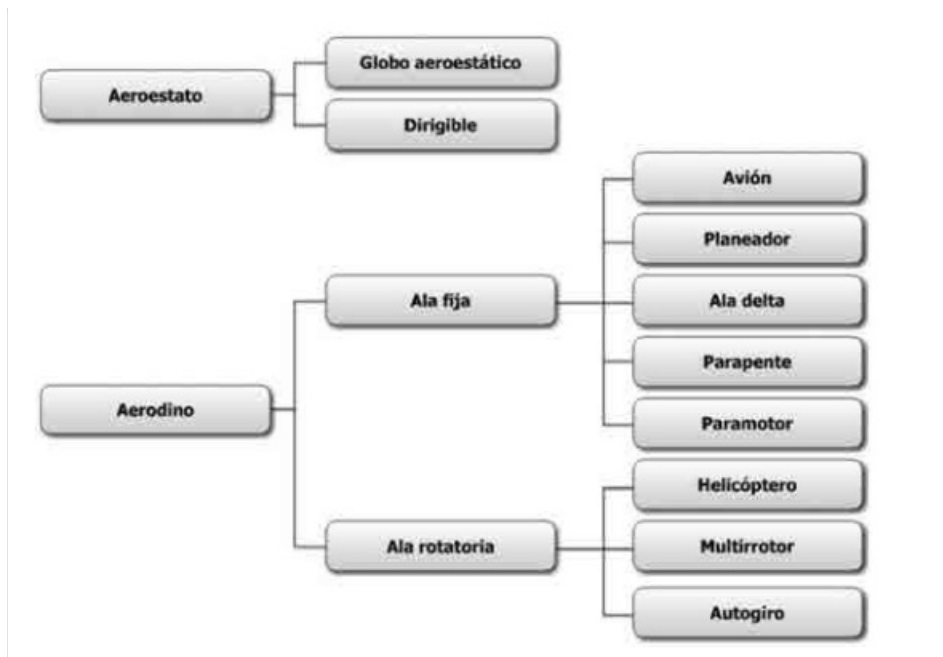 Aeroestato
Globo aeroestático
Dirigible
Aerodino
Ala fija
Avión
Planeador
Ala delta
Parapente
Paramotor
Ala rotatoria
Helicóptero
Multirrotor
Autogiro